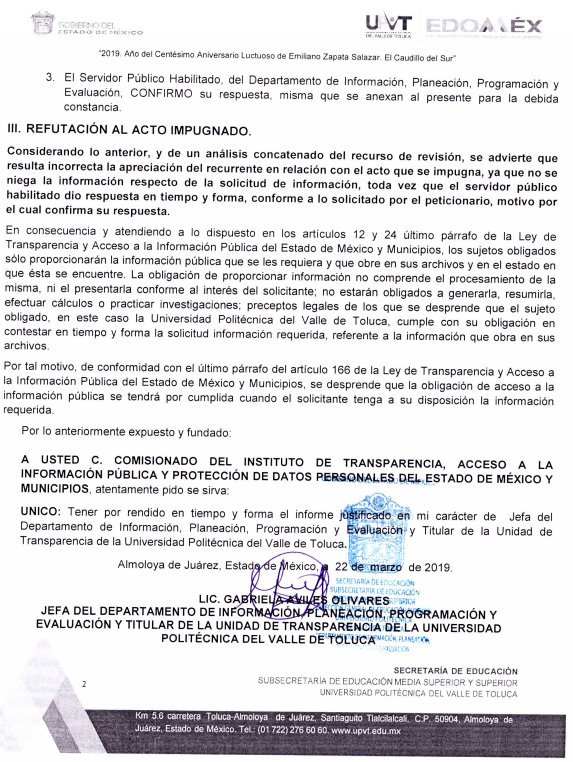 GOBIERNO DEL
ESTADO DE MÉXICO
UVT
DEL VALLE DE TOLUCA
EDOMÉX
"2019. Año del Centésimo Aniversario Luctuoso de Emiliano Zapata Salazar. El Caudillo del Sur"
3. El Servidor Público Habilitado, del Departamento de Información, Planeación, Programación y
Evaluación, CONFIRMO su respuesta, misma que se anexan al presente para la debida
constancia.
III. REFUTACIÓN AL ACTO IMPUGNADO.
Considerando lo anterior, y de un análisis concatenado del recurso de revisión, se advierte que
resulta incorrecta la apreciación del recurrente en relación con el acto que se impugna, ya que no se
niega la información respecto de la solicitud de información, toda vez que el servidor público
habilitado dio respuesta en tiempo y forma, conforme a lo solicitado por el peticionario, motivo por
el cual confirma su respuesta.
En consecuencia y atendiendo a lo dispuesto en los artículos 12 y 24 último párrafo de la Ley de
Transparencia y Acceso a la Información Pública del Estado de México y Municipios, los sujetos obligados
sólo proporcionarán la información pública que se les requiera y que obre en sus archivos y en el estado en
que ésta se encuentre. La obligación de proporcionar información no comprende el procesamiento de la
misma, ni el presentarla conforme al interés del solicitante; no estarán obligados a generarla, resumirla,
efectuar cálculos o practicar investigaciones; preceptos legales de los que se desprende que el sujeto
obligado, en este caso la Universidad Politécnica del Valle de Toluca, cumple con su obligación en
contestar en tiempo y forma la solicitud información requerida, referente a la información que obra en sus
archivos.
Por tal motivo, de conformidad con el último párrafo del artículo 166 de la Ley de Transparencia y Acceso a
la Información Pública del Estado de México y Municipios, se desprende que la obligación de acceso a la
información pública se tendrá por cumplida cuando el solicitante tenga a su disposición la información
requerida.
Por lo anteriormente expuesto y fundado:
A USTED C. COMISIONADO DEL INSTITUTO DE TRANSPARENCIA, ACCESO A LA
INFORMACIÓN PÚBLICA Y PROTECCIÓN DE DATOS PERSONALES DEL ESTADO DE MÉXICO Y
MUNICIPIOS, atentamente pido se sirva:
UNICO: Tener por rendido en tiempo y forma el informe justificado en mi carácter de Jefa del
Departamento de Información, Planeación, Programación y Evaluación y Titular de la Unidad de
Transparencia de la Universidad Politécnica del Valle de Toluca.
Almoloya de Juárez, Estado de México, a 22 de marzo de 2019.
SECRETARÍA DE EDUCACIÓN
SUBSECRETARÍA DE EDUCACIÓN
LIC. GABRIELA AVILES OLIVARES
JEFA DEL DEPARTAMENTO DE INFORMACIÓN, PLANEACIÓN, PROGRAMACIÓN Y
EVALUACIÓN Y TITULAR DE LA UNIDAD DE TRANSPARENCIA DE LA UNIVERSIDAD
POLITÉCNICA DEL VALLE DE TOLUCA
SECRETARÍA DE EDUCACIÓN
SUBSECRETARÍA DE EDUCACIÓN MEDIA SUPERIOR Y SUPERIOR
UNIVERSIDAD POLITÉCNICA DEL VALLE DE TOLUCA
2
Km 5.6 carretera Toluca-Almoloya de Juárez, Santiaguito Tlalcilalcali, C.P. 50904, Almoloya de
Juárez, Estado de México. Tel.: (01 722) 276 60 60. www.upvt.edu.mx